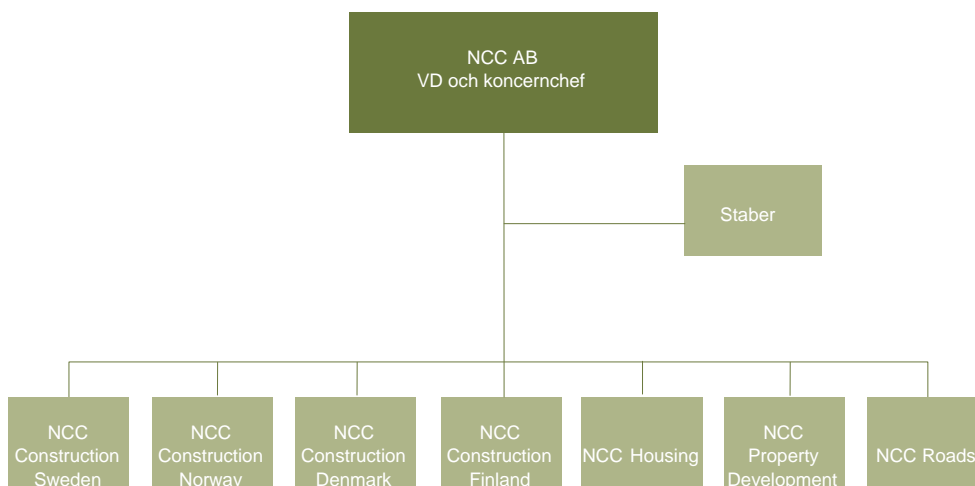 NCC AB
VD och koncernchef
Staber
NCC
Construction
Sweden
NCC
Construction
Norway
NCC
Construction
Denmark
NCC
Construction
Finland
NCC Housing
NCC
Property
Development
NCC Roads